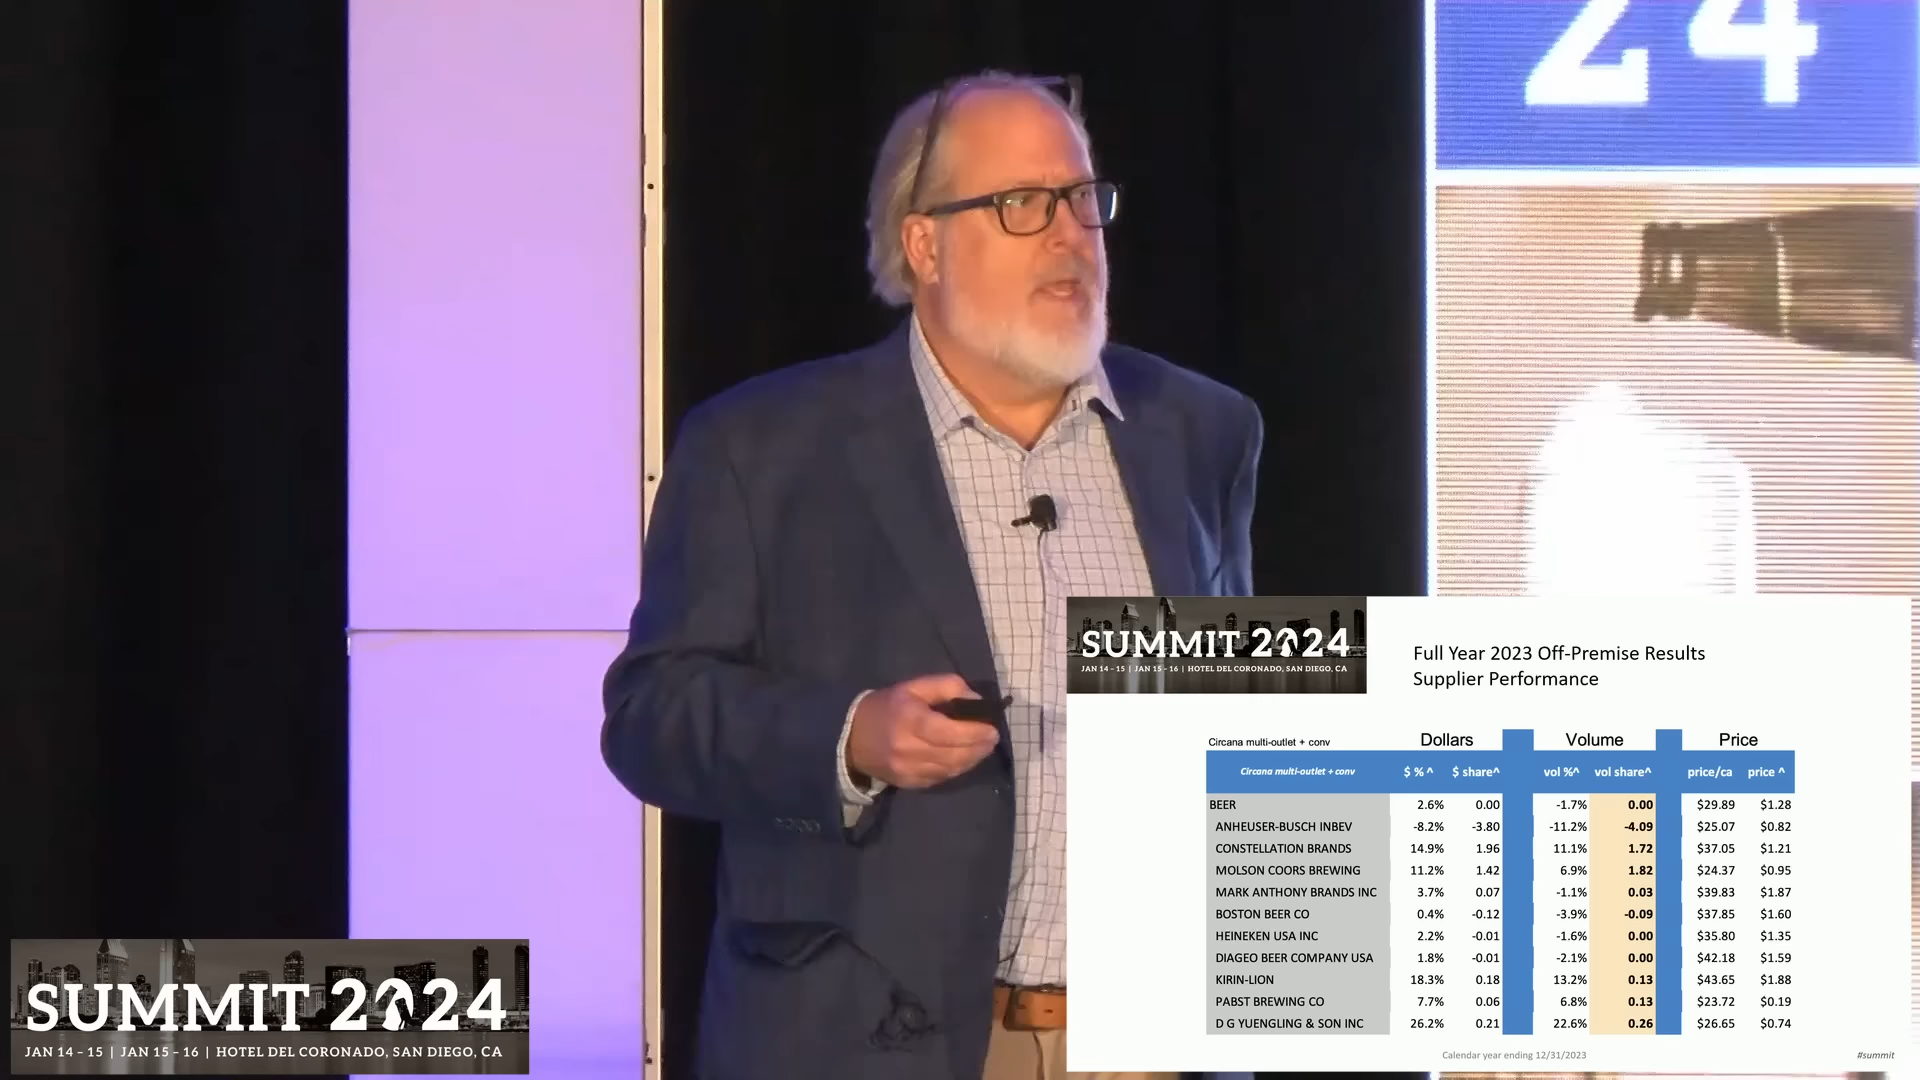 24
SUMMIT 2024
JAN 14 – 15 | JAN 15 – 16 | HOTEL DEL CORONADO, SAN DIEGO, CA
Full Year 2023 Off-Premise Results
Supplier Performance
Circana multi-outlet + conv Dollars Volume Price
Circana multi-outlet + conv $ % ^ $ share^ vol %^ vol share^ price/ca price ^
BEER 2.6% 0.00 -1.7% 0.00 $29.89 $1.28
ANHEUSER-BUSCH INBEV -8.2% -3.80 -11.2% -4.09 $25.07 $0.82
CONSTELLATION BRANDS 14.9% 1.96 11.1% 1.72 $37.05 $1.21
MOLSON COORS BREWING 11.2% 1.42 6.9% 1.82 $24.37 $0.95
MARK ANTHONY BRANDS INC 3.7% 0.07 -1.1% 0.03 $39.83 $1.87
BOSTON BEER CO 0.4% -0.12 -3.9% -0.09 $37.85 $1.60
HEINEKEN USA INC 2.2% -0.01 -1.6% 0.00 $35.80 $1.35
DIAGEO BEER COMPANY USA 1.8% -0.01 -2.1% 0.00 $42.18 $1.59
KIRIN-LION 18.3% 0.18 13.2% 0.13 $43.65 $1.88
PABST BREWING CO 7.7% 0.06 6.8% 0.13 $23.72 $0.19
D G YUENGLING & SON INC 26.2% 0.21 22.6% 0.26 $26.65 $0.74
Calendar year ending 12/31/2023 #summit
SUMMIT 2024
JAN 14 – 15 | JAN 15 – 16 | HOTEL DEL CORONADO, SAN DIEGO, CA